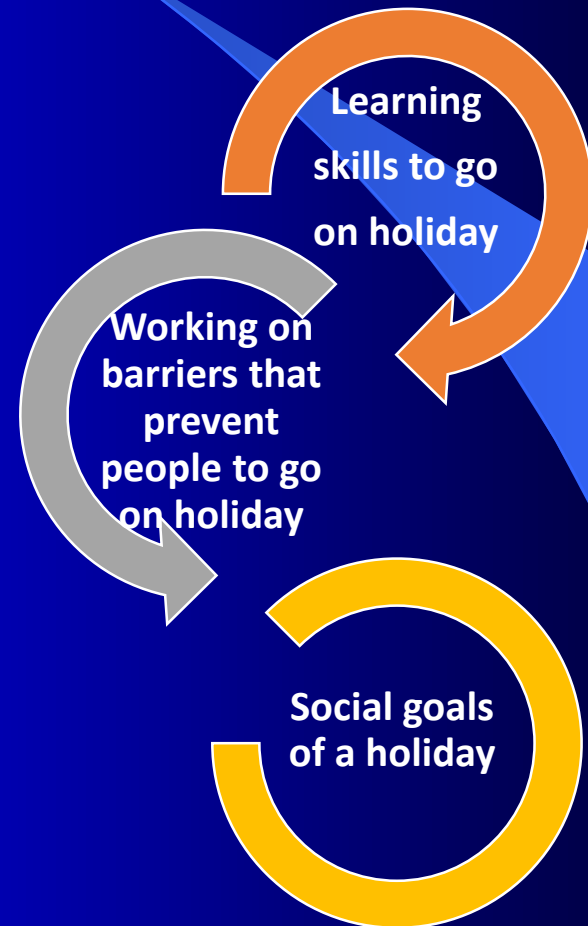 Learning
skills to go
on holiday
Working on
barriers that
prevent
people to go
on holiday
Social goals
of a holiday